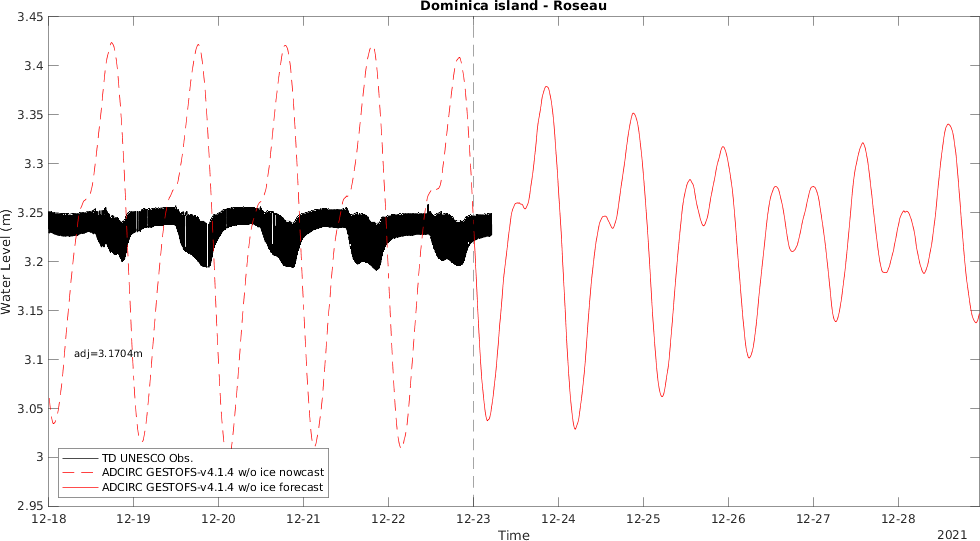 Dominica island - Roseau
3.45
3.4
3.35
3.3
3.25
3.2
3.15
3.1
3.05
3
2.95
Water Level (m)
adj=3.1704m
TD UNESCO Obs.
ADCIRC GESTOFS-v4.1.4 w/o ice nowcast
ADCIRC GESTOFS-v4.1.4 w/o ice forecast
12-18 12-19 12-20 12-21 12-22 12-23 12-24 12-25 12-26 12-27 12-28
Time
2021